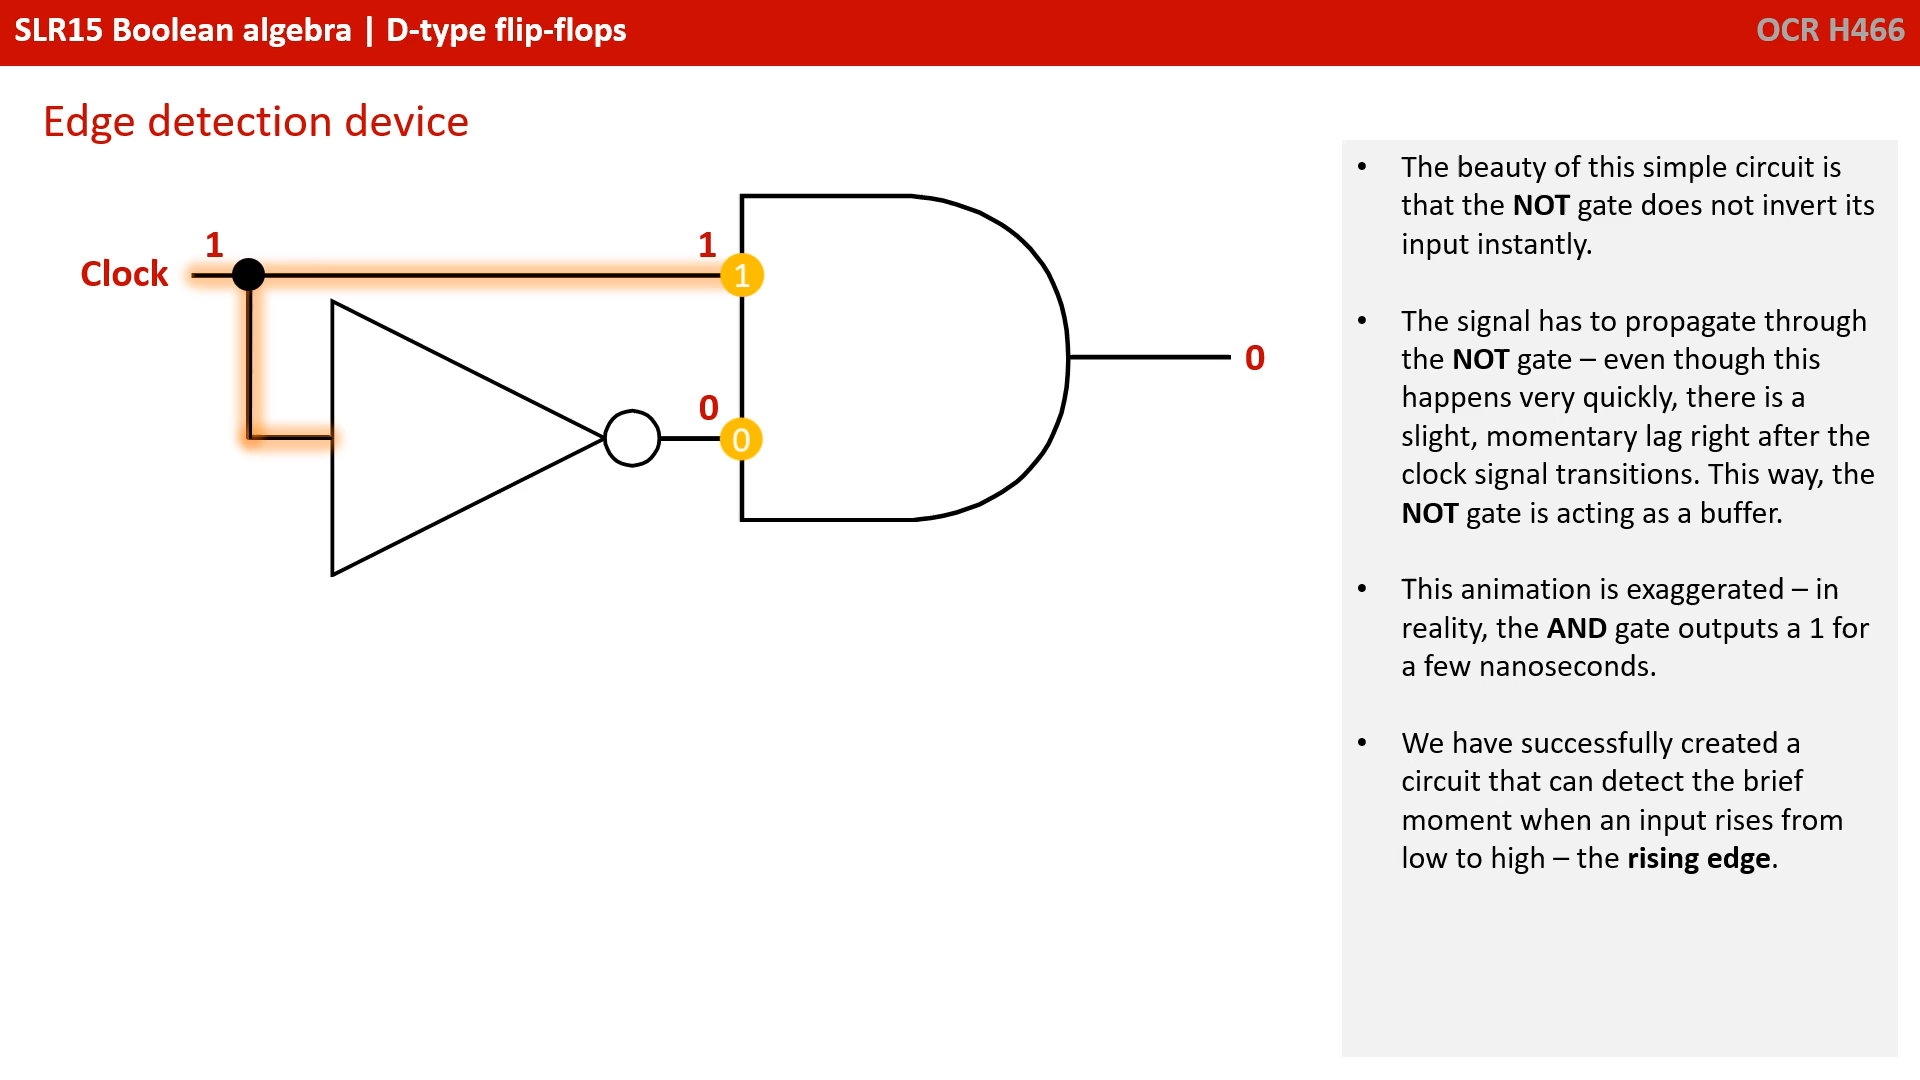 SLR15 Boolean algebra | D-type flip-flops
OCR H466
Edge detection device
Clock
1
1
1
0
0
0
• The beauty of this simple circuit is
that the NOT gate does not invert its
input instantly.
• The signal has to propagate through
the NOT gate – even though this
happens very quickly, there is a
slight, momentary lag right after the
clock signal transitions. This way, the
NOT gate is acting as a buffer.
• This animation is exaggerated – in
reality, the AND gate outputs a 1 for
a few nanoseconds.
• We have successfully created a
circuit that can detect the brief
moment when an input rises from
low to high – the rising edge.